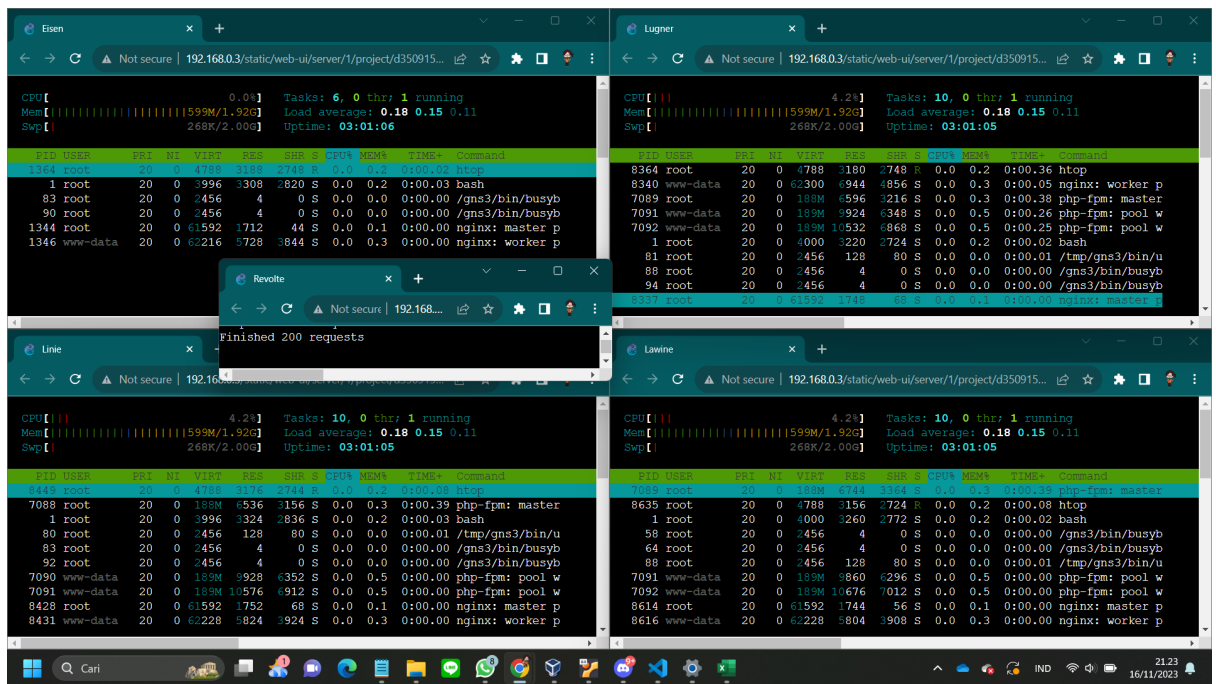 Eisen
Not secure 192.168.0.3/static/web-ui/server/1/project/d350915...
CPU[ 0.0%] Tasks: 6, 0 thr; 1 running
Mem[|||||||||||||||||||||599M/1.92G] Load average: 0.18 0.15 0.11
Swp[| 268K/2.00G] Uptime: 03:01:06
PID USER PRI NI VIRT RES SHR S CPU% MEM% TIME+ Command
1364 root 20 0 4788 3188 2748 R 0.0 0.2 0:00.02 htop
1 root 20 0 3996 3308 2820 S 0.0 0.2 0:00.03 bash
83 root 20 0 2456 4 0 S 0.0 0.0 0:00.00 /gns3/bin/busyb
90 root 20 0 2456 4 0 S 0.0 0.0 0:00.00 /gns3/bin/busyb
1344 root 20 0 61592 1712 44 S 0.0 0.1 0:00.00 nginx: master p
1346 www-data 20 0 62216 5728 3844 S 0.0 0.3 0:00.00 nginx: worker p
Lugner
Not secure 192.168.0.3/static/web-ui/server/1/project/d350915...
CPU[||| 4.2%] Tasks: 10, 0 thr; 1 running
Mem[|||||||||||||||||||||599M/1.92G] Load average: 0.18 0.15 0.11
Swp[| 268K/2.00G] Uptime: 03:01:05
PID USER PRI NI VIRT RES SHR S CPU% MEM% TIME+ Command
8364 root 20 0 4788 3180 2748 R 0.0 0.2 0:00.36 htop
8340 www-data 20 0 62300 6944 4856 S 0.0 0.3 0:00.05 nginx: worker p
7089 root 20 0 188M 6596 3216 S 0.0 0.3 0:00.38 php-fpm: master
7091 www-data 20 0 189M 9924 6348 S 0.0 0.5 0:00.26 php-fpm: pool w
7092 www-data 20 0 189M 10532 6868 S 0.0 0.5 0:00.25 php-fpm: pool w
1 root 20 0 4000 3220 2724 S 0.0 0.2 0:00.02 bash
81 root 20 0 2456 128 80 S 0.0 0.0 0:00.01 /tmp/gns3/bin/u
88 root 20 0 2456 4 0 S 0.0 0.0 0:00.00 /gns3/bin/busyb
94 root 20 0 2456 4 0 S 0.0 0.0 0:00.00 /gns3/bin/busyb
8337 root 20 0 61592 1748 68 S 0.0 0.1 0:00.00 nginx: master p
Revolte
Not secure 192.168....
Finished 200 requests
Linie
Not secure 192.168.0.3/static/web-ui/server/1/project/d350915...
CPU[||| 4.2%] Tasks: 10, 0 thr; 1 running
Mem[|||||||||||||||||||||599M/1.92G] Load average: 0.18 0.15 0.11
Swp[| 268K/2.00G] Uptime: 03:01:05
PID USER PRI NI VIRT RES SHR S CPU% MEM% TIME+ Command
8449 root 20 0 4788 3176 2744 R 0.0 0.2 0:00.08 htop
7088 root 20 0 188M 6536 3156 S 0.0 0.3 0:00.39 php-fpm: master
1 root 20 0 3996 3324 2836 S 0.0 0.2 0:00.03 bash
80 root 20 0 2456 128 80 S 0.0 0.0 0:00.01 /tmp/gns3/bin/u
83 root 20 0 2456 4 0 S 0.0 0.0 0:00.00 /gns3/bin/busyb
92 root 20 0 2456 4 0 S 0.0 0.0 0:00.00 /gns3/bin/busyb
7090 www-data 20 0 189M 9928 6352 S 0.0 0.5 0:00.00 php-fpm: pool w
7091 www-data 20 0 189M 10576 6912 S 0.0 0.5 0:00.00 php-fpm: pool w
8428 root 20 0 61592 1752 68 S 0.0 0.1 0:00.00 nginx: master p
8431 www-data 20 0 62228 5824 3924 S 0.0 0.3 0:00.00 nginx: worker p
Lawine
Not secure 192.168.0.3/static/web-ui/server/1/project/d350915...
CPU[||| 4.2%] Tasks: 10, 0 thr; 1 running
Mem[|||||||||||||||||||||599M/1.92G] Load average: 0.18 0.15 0.11
Swp[| 268K/2.00G] Uptime: 03:01:05
PID USER PRI NI VIRT RES SHR S CPU% MEM% TIME+ Command
7089 root 20 0 188M 6744 3364 S 0.0 0.3 0:00.39 php-fpm: master
8635 root 20 0 4788 3156 2724 R 0.0 0.2 0:00.08 htop
1 root 20 0 4000 3260 2772 S 0.0 0.2 0:00.02 bash
58 root 20 0 2456 4 0 S 0.0 0.0 0:00.00 /gns3/bin/busyb
64 root 20 0 2456 4 0 S 0.0 0.0 0:00.00 /gns3/bin/busyb
88 root 20 0 2456 128 80 S 0.0 0.0 0:00.01 /tmp/gns3/bin/u
7091 www-data 20 0 189M 9860 6296 S 0.0 0.5 0:00.00 php-fpm: pool w
7092 www-data 20 0 189M 10676 7012 S 0.0 0.5 0:00.00 php-fpm: pool w
8614 root 20 0 61592 1744 56 S 0.0 0.1 0:00.00 nginx: master p
8616 www-data 20 0 62228 5804 3908 S 0.0 0.3 0:00.00 nginx: worker p
Cari
IND
21.23
16/11/2023